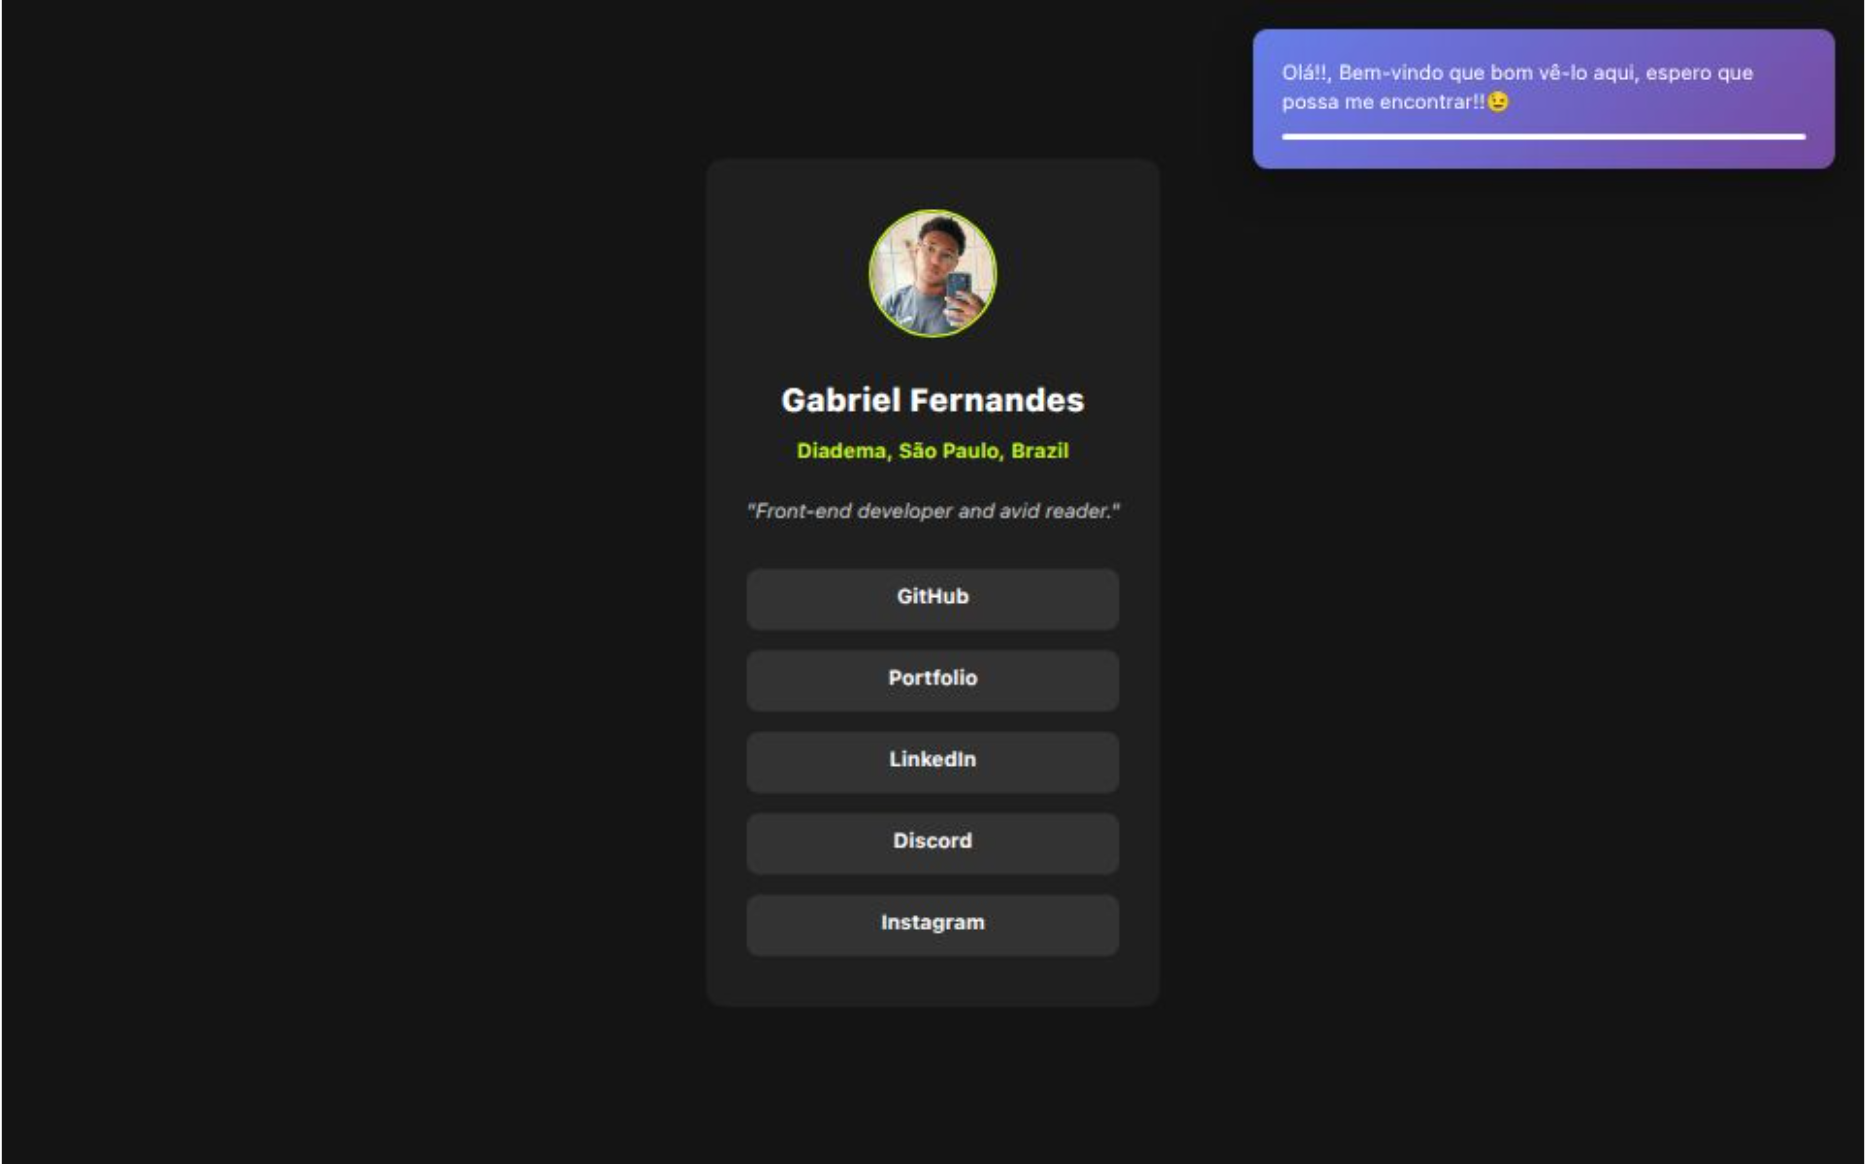 Olá!!, Bem-vindo que bom vê-lo aqui, espero que
possa me encontrar!!😉
Gabriel Fernandes
Diadema, São Paulo, Brazil
"Front-end developer and avid reader."
GitHub
Portfolio
LinkedIn
Discord
Instagram